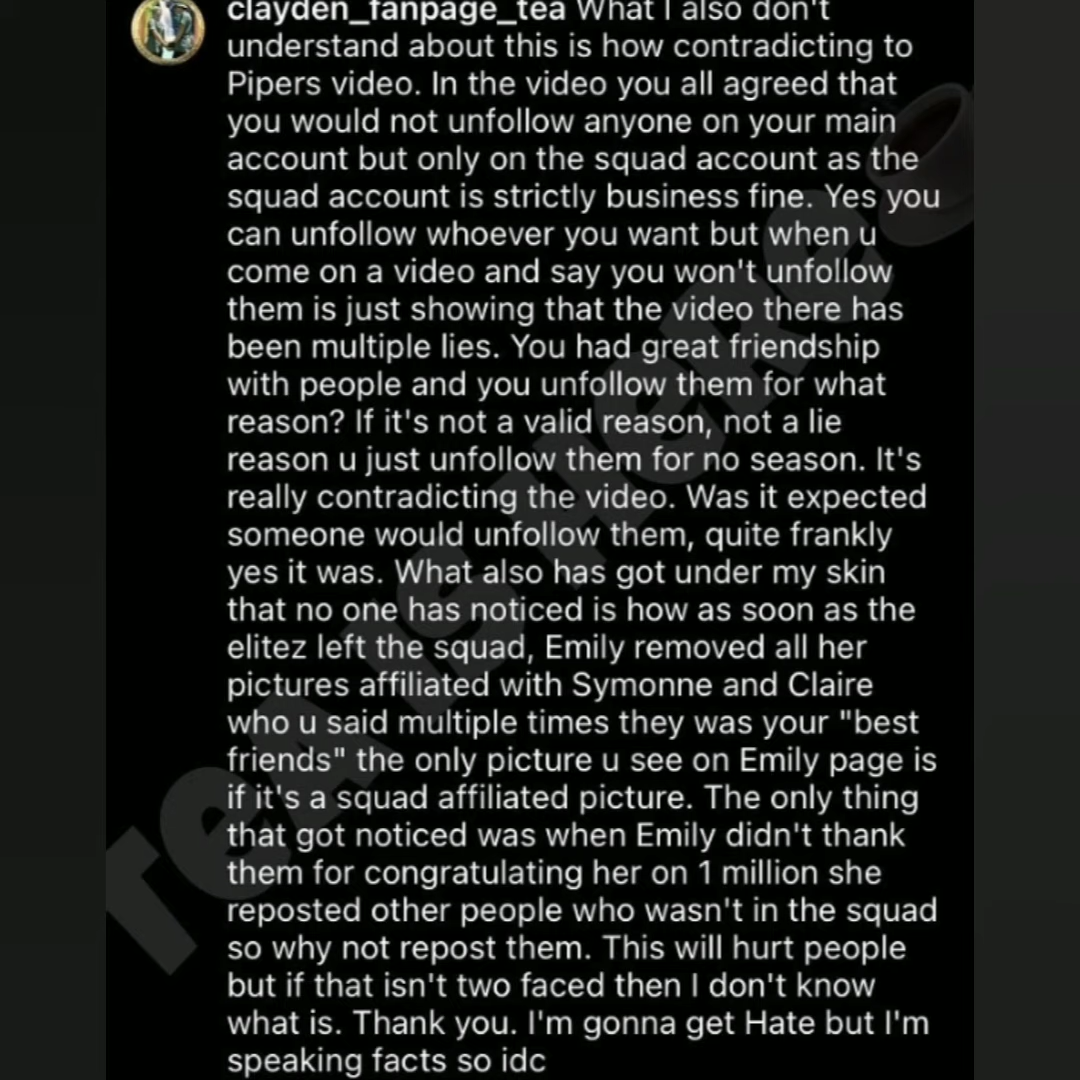 clayden_fanpage_tea What I also don't
understand about this is how contradicting to
Pipers video. In the video you all agreed that
you would not unfollow anyone on your main
account but only on the squad account as the
squad account is strictly business fine. Yes you
can unfollow whoever you want but when u
come on a video and say you won't unfollow
them is just showing that the video there has
been multiple lies. You had great friendship
with people and you unfollow them for what
reason? If it's not a valid reason, not a lie
reason u just unfollow them for no season. It's
really contradicting the video. Was it expected
someone would unfollow them, quite frankly
yes it was. What also has got under my skin
that no one has noticed is how as soon as the
elitez left the squad, Emily removed all her
pictures affiliated with Symonne and Claire
who u said multiple times they was your "best
friends" the only picture u see on Emily page is
if it's a squad affiliated picture. The only thing
that got noticed was when Emily didn't thank
them for congratulating her on 1 million she
reposted other people who wasn't in the squad
so why not repost them. This will hurt people
but if that isn't two faced then I don't know
what is. Thank you. I'm gonna get Hate but I'm
speaking facts so idc
TeA IS HeRe